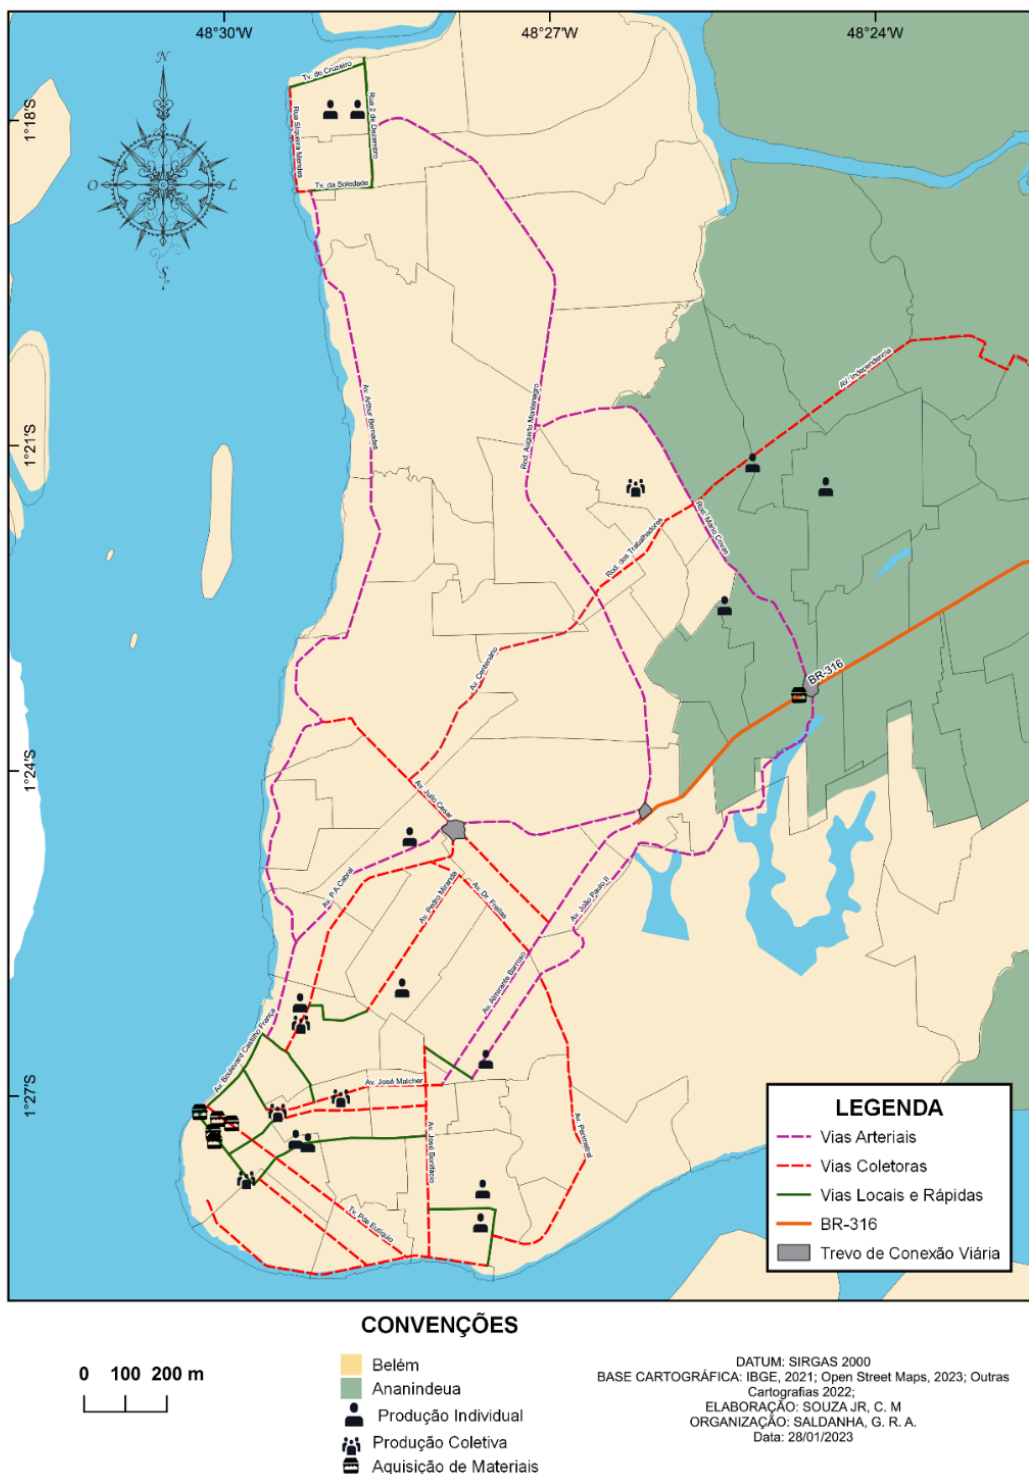 48°30'W
48°27'W
48°24'W
N
O
L
S
1°18'S
1°21'S
1°24'S
1°27'S
Tv. do Cruzeiro
Rua Siqueira Mendes
Rua 2 de Dezembro
Tv. da Soledade
Av. Arthur Bernades
Rod. Augusto Montenegro
AV. Independencia
Rod. Mario Covas
Rod. dos Trabalhadores
Av. Centenário
BR-316
Av. Julio Cesar
Av. P.A.Cabral
Av. Pedro Miranda
Av. Dr. Freitas
Av. João Paulo II
Av. Almirante Barroso
Av. Boulevard Castilho França
Av. José Malcher
Av. José Bonifácio
Av. Perimetral
Tv. Pde Eutíquio
LEGENDA
Vias Arteriais
Vias Coletoras
Vias Locais e Rápidas
BR-316
Trevo de Conexão Viária
CONVENÇÕES
0 100 200 m
Belém
Ananindeua
Produção Individual
Produção Coletiva
Aquisição de Materiais
DATUM: SIRGAS 2000
BASE CARTOGRÁFICA: IBGE, 2021; Open Street Maps, 2023; Outras
Cartografias 2022;
ELABORAÇÃO: SOUZA JR, C. M
ORGANIZAÇÃO: SALDANHA, G. R. A.
Data: 28/01/2023